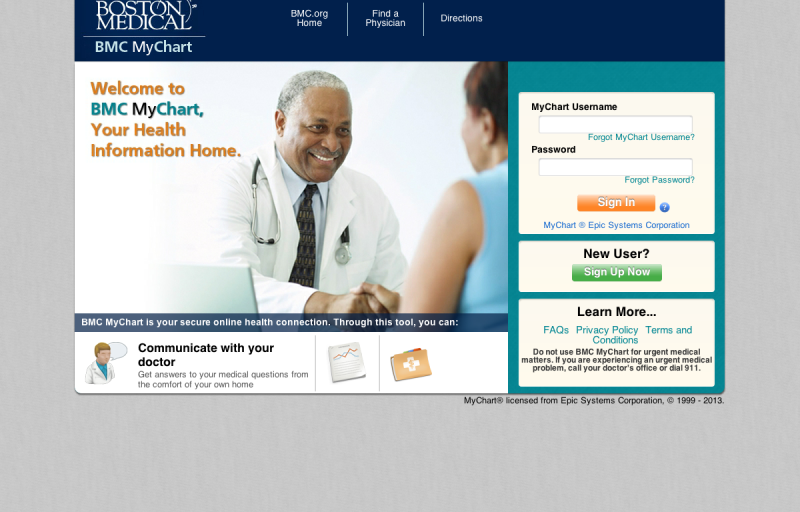 BOSTON
MEDICAL
BMC MyChart
BMC.org
Home
Find a
Physician
Directions
Welcome to
BMC MyChart,
Your Health
Information Home.
MyChart Username
Forgot MyChart Username?
Password
Forgot Password?
Sign In
?
MyChart ® Epic Systems Corporation
New User?
Sign Up Now
Learn More...
FAQs Privacy Policy Terms and
Conditions
Do not use BMC MyChart for urgent medical
matters. If you are experiencing an urgent medical
problem, call your doctor's office or dial 911.
BMC MyChart is your secure online health connection. Through this tool, you can:
Communicate with your
doctor
Get answers to your medical questions from
the comfort of your own home
MyChart® licensed from Epic Systems Corporation, © 1999 - 2013.